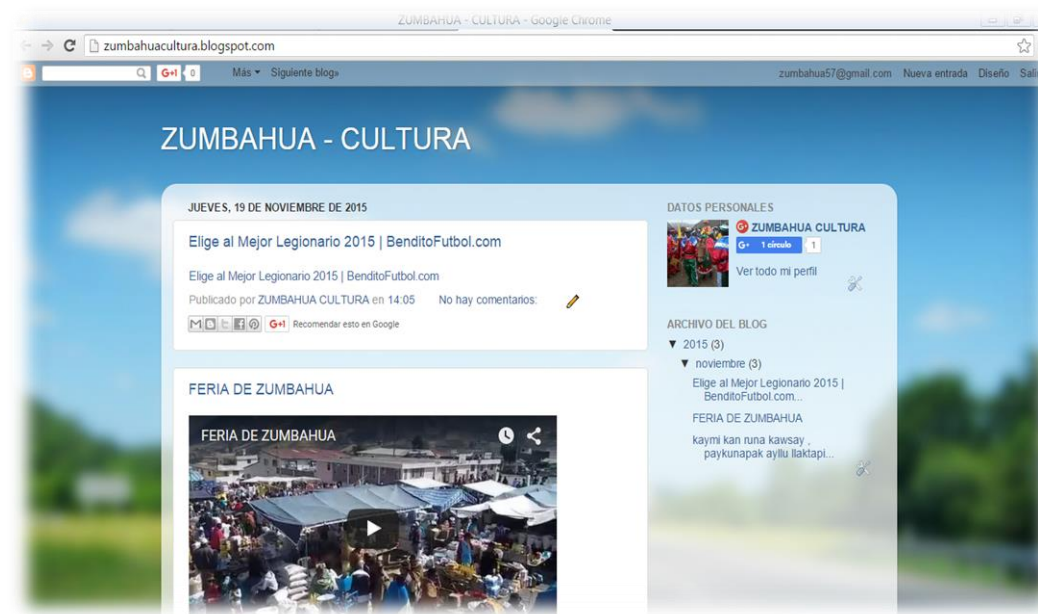 ZUMBAHUA - CULTURA - Google Chrome
zumbahuacultura.blogspot.com
G+1 0 Más Siguiente blog» zumbahua57@gmail.com Nueva entrada Diseño
ZUMBAHUA - CULTURA
JUEVES, 19 DE NOVIEMBRE DE 2015
Elige al Mejor Legionario 2015 | BenditoFutbol.com
Elige al Mejor Legionario 2015 | BenditoFutbol.com
Publicado por ZUMBAHUA CULTURA en 14:05 No hay comentarios:
G+1 Recomendar esto en Google
FERIA DE ZUMBAHUA
FERIA DE ZUMBAHUA
DATOS PERSONALES
ZUMBAHUA CULTURA
G+ 1 círculo 1
Ver todo mi perfil
ARCHIVO DEL BLOG
▼ 2015 (3)
▼ noviembre (3)
Elige al Mejor Legionario 2015 |
BenditoFutbol.com...
FERIA DE ZUMBAHUA
kaymi kan runa kawsay ,
paykunapak ayllu llaktapi...